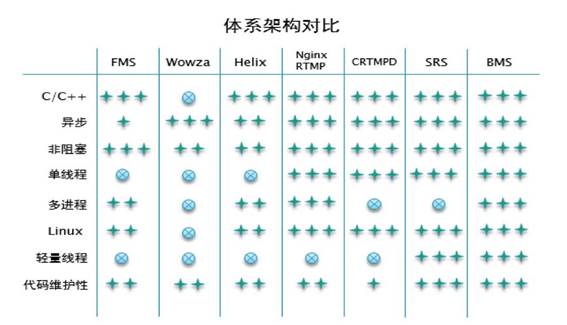 体系架构对比
FMS Wowza Helix Nginx RTMP CRTMPD SRS BMS
C/C++
异步
非阻塞
单线程
多进程
Linux
轻量线程
代码维护性